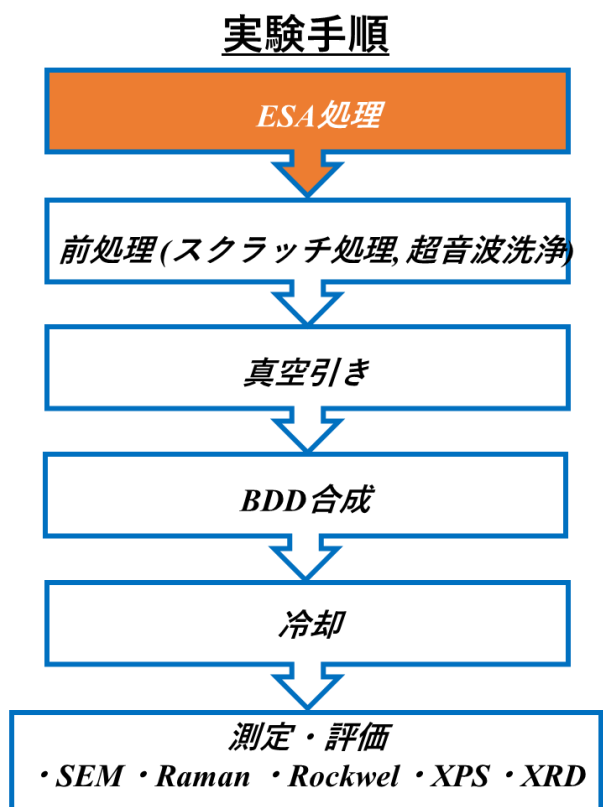 実験手順
ESA処理
前処理(スクラッチ処理,超音波洗浄)
真空引き
BDD合成
冷却
測定・評価
・SEM・Raman ・Rockwel・XPS・XRD